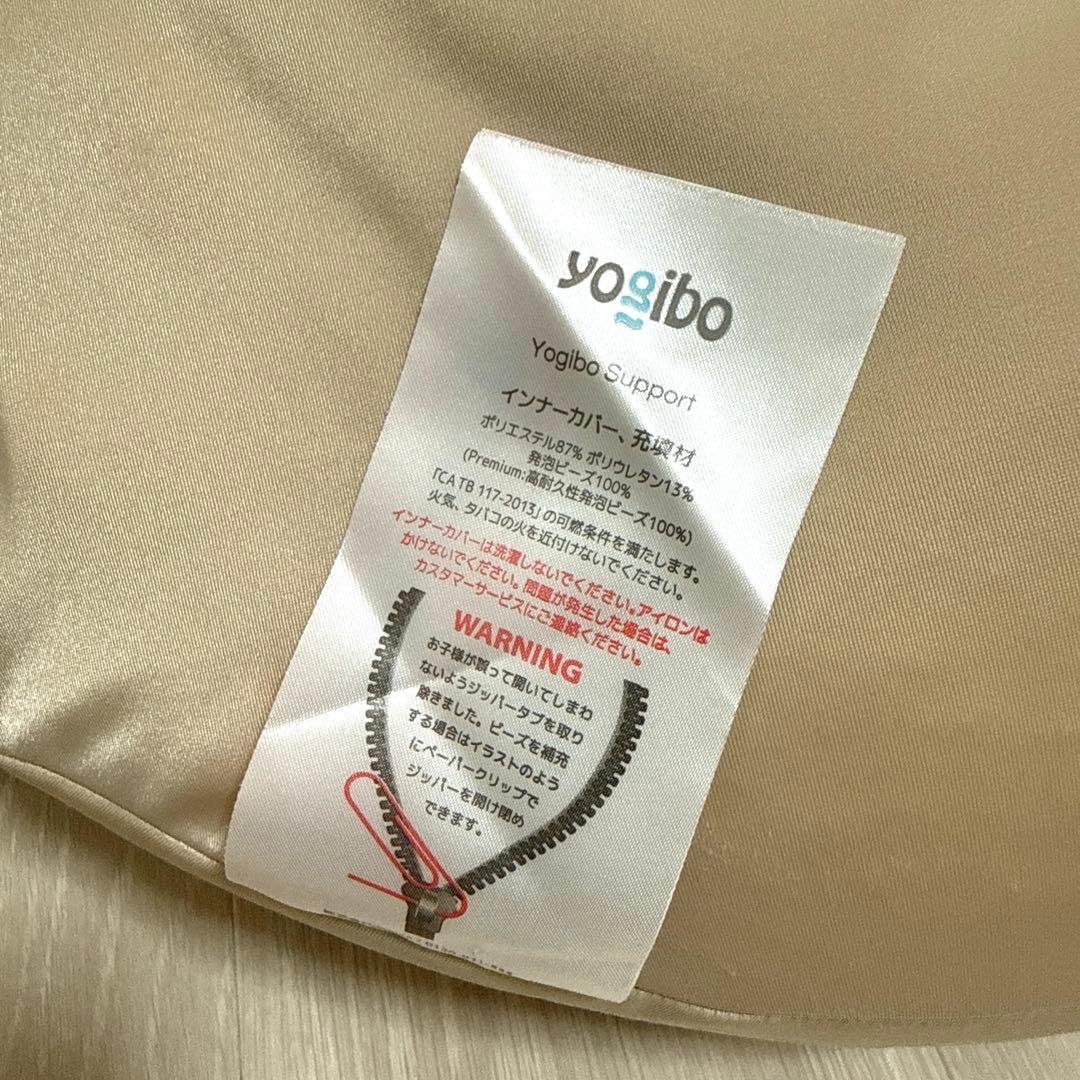 yogibo
Yogibo Support
インナーカバー、充填材
ポリエステル87% ポリウレタン13%
発泡ビーズ100%
(Premium:高耐久性発泡ビーズ100%)
「CA TB 117-2013」の可燃条件を満たします。
火気、タバコの火を近付けないでください。
インナーカバーは洗濯しないでください。アイロンは
かけないでください。問題が発生した場合は、
カスタマーサービスにご連絡ください。
WARNING
お子様が誤って開いてしまわ
ないようジッパータブを取り
除きました。ビーズを補充
する場合はイラストのよう
にペーパークリップで
ジッパーを開け閉め
できます。